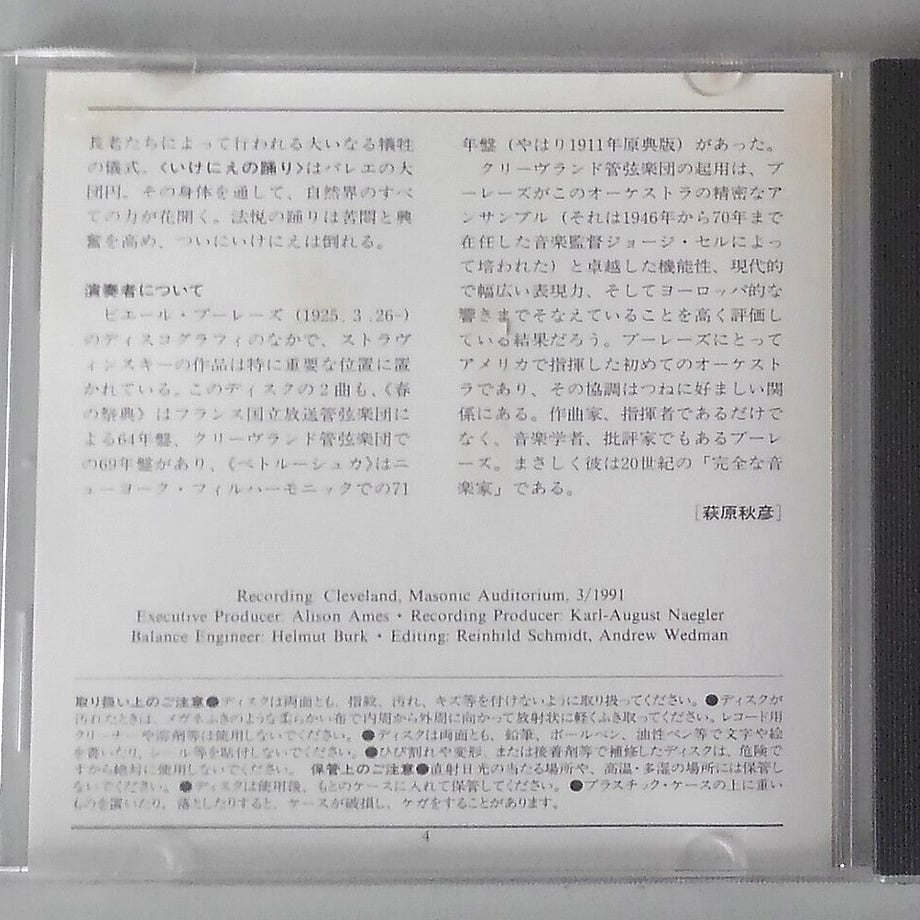 長老たちによって行われる大いなる犠牲
の儀式。〈いけにえの踊り〉はバレエの大
団円。その身体を通して、自然界のすべ
ての力が花開く。法悦の踊りは苦悶と興
奮を高め、ついにいけにえは倒れる。
演奏者について
ピエール・ブーレーズ（1925. 3 .26–）
のディスコグラフィのなかで、ストラヴ
ィンスキーの作品は特に重要な位置に置
かれている。このディスクの2曲も、《春
の祭典》はフランス国立放送管弦楽団に
よる64年盤、クリーヴランド管弦楽団で
の69年盤があり、《ペトルーシュカ》はニ
ューヨーク・フィルハーモニックでの71
年盤（やはり1911年原典版）があった。
クリーヴランド管弦楽団の起用は、ブ
ーレーズがこのオーケストラの精密なア
ンサンブル（それは1946年から70年まで
在任した音楽監督ジョージ・セルによっ
て培われた）と卓越した機能性、現代的
で幅広い表現力、そしてヨーロッパ的な
響きまでそなえていることを高く評価し
ている結果だろう。ブーレーズにとって
アメリカで指揮した初めてのオーケスト
ラであり、その協調はつねに好ましい関
係にある。作曲家、指揮者であるだけで
なく、音楽学者、批評家でもあるブーレ
ーズ。まさしく彼は20世紀の「完全な音
楽家」である。
［萩原秋彦］
Recording: Cleveland, Masonic Auditorium, 3/1991
Executive Producer: Alison Ames • Recording Producer: Karl-August Naegler
Balance Engineer: Helmut Burk • Editing: Reinhild Schmidt, Andrew Wedman
取り扱い上のご注意●ディスクは両面とも、指紋、汚れ、キズ等を付けないように取り扱ってください。●ディスクが
汚れたときは、メガネふきのような柔らかい布で内周から外周に向かって放射状に軽くふき取ってください。レコード用
クリーナーや溶剤等は使用しないでください。●ディスクは両面とも、鉛筆、ボールペン、油性ペン等で文字や絵
を書いたり、シール等を貼付しないでください。●ひび割れや変形、または接着剤等で補修したディスクは、危険で
すから絶対に使用しないでください。 保管上のご注意●直射日光の当たる場所や、高温・多湿の場所には保管し
ないでください。●ディスクは使用後、もとのケースに入れて保管してください。●プラスチック・ケースの上に重い
ものを置いたり、落としたりすると、ケースが破損し、ケガをすることがあります。
4